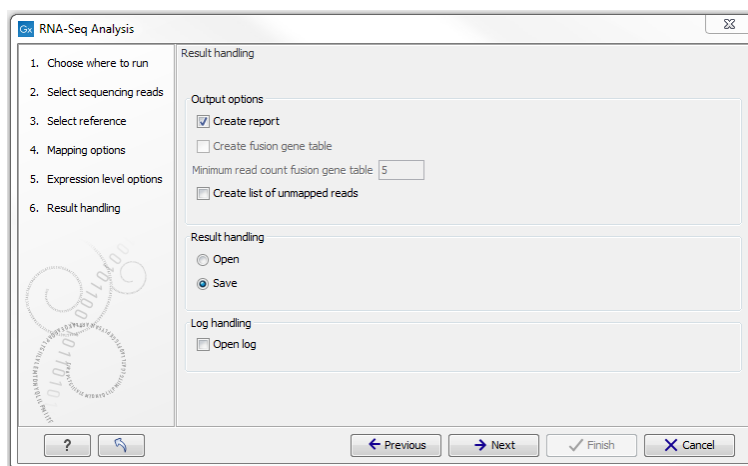 Gx RNA-Seq Analysis
1. Choose where to run
2. Select sequencing reads
3. Select reference
4. Mapping options
5. Expression level options
6. Result handling
Result handling
Output options
Create report
Create fusion gene table
Minimum read count fusion gene table 5
Create list of unmapped reads
Result handling
Open
Save
Log handling
Open log
?
Previous
Next
Finish
Cancel